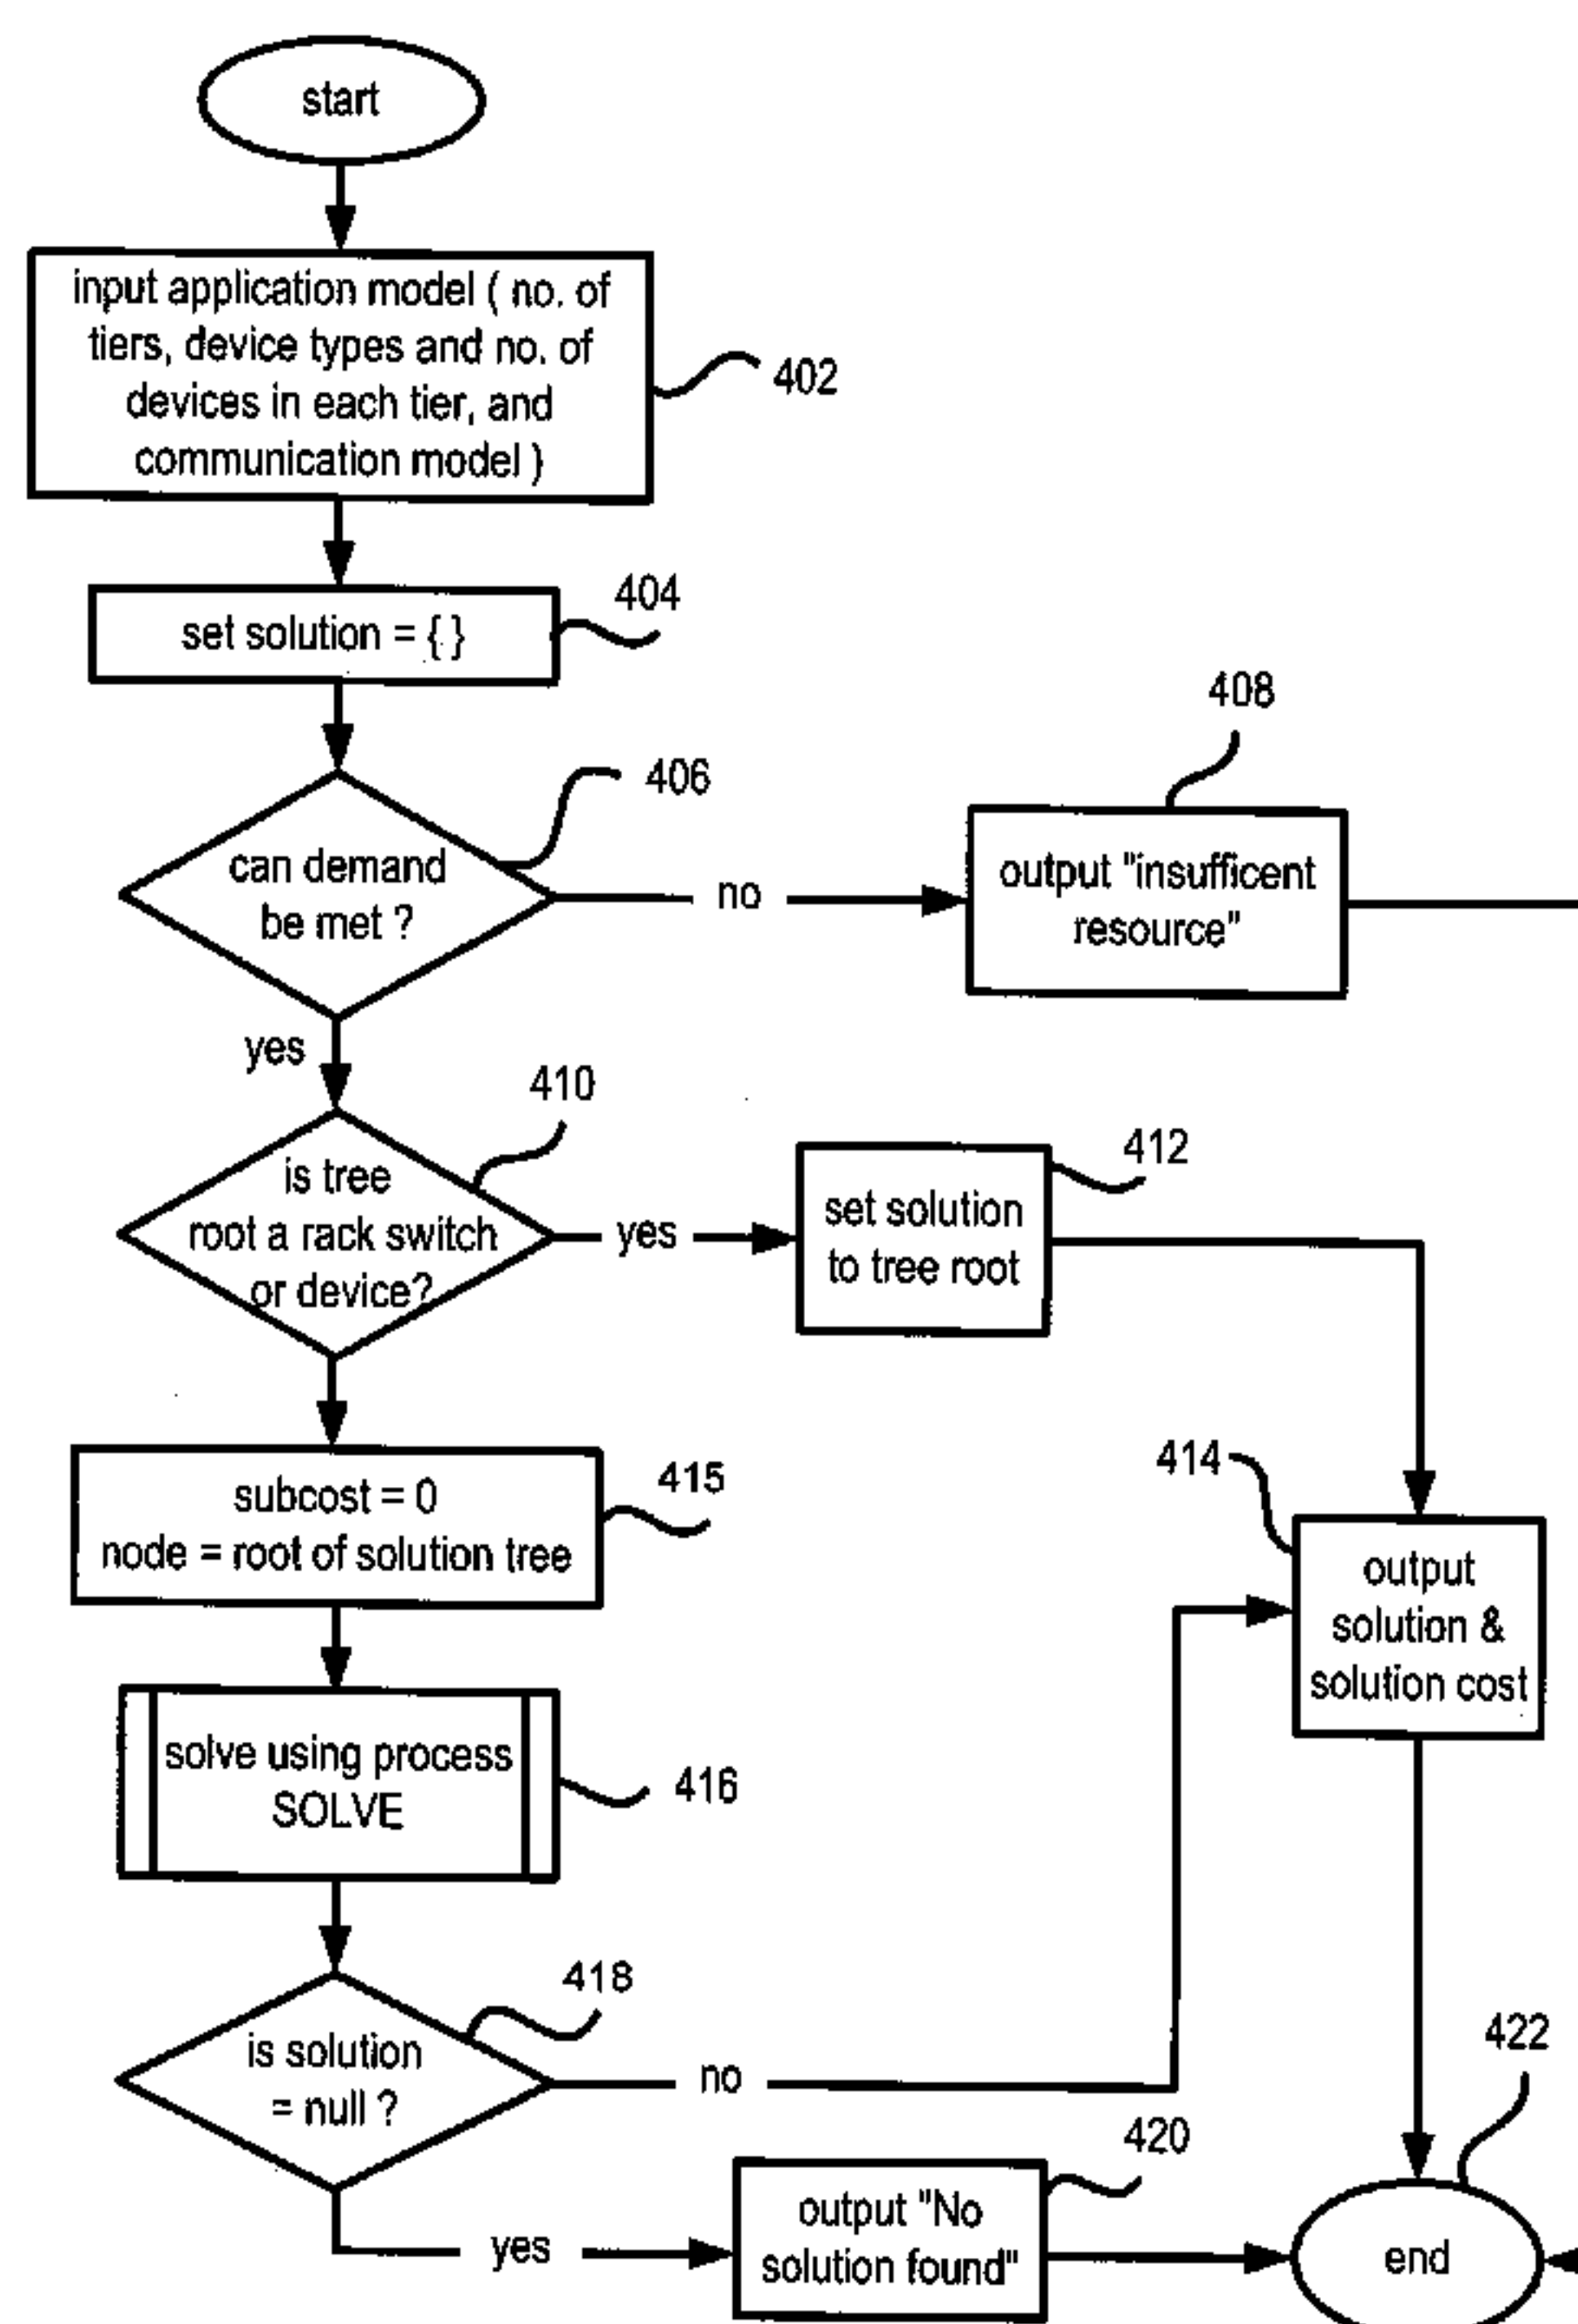 start
input application model ( no. of
tiers, device types and no. of
devices in each tier, and
communication model )
402
set solution = { }
404
can demand
be met ?
406
no
408
output "insufficent
resource"
yes
is tree
root a rack switch
or device?
410
yes
412
set solution
to tree root
subcost = 0
node = root of solution tree
415
414
output
solution &
solution cost
solve using process
SOLVE
416
is solution
= null ?
418
no
yes
420
output "No
solution found"
422
end